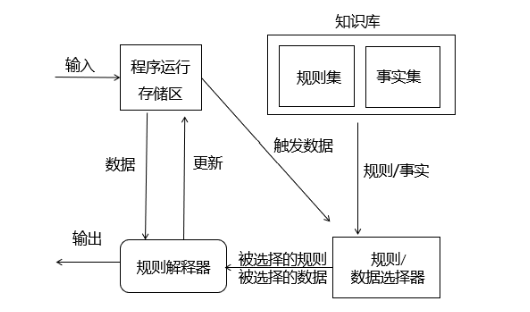 知识库
输入
程序运行
存储区
规则集
事实集
触发数据
数据
更新
规则/事实
输出
规则解释器
被选择的规则
被选择的数据
规则/
数据选择器